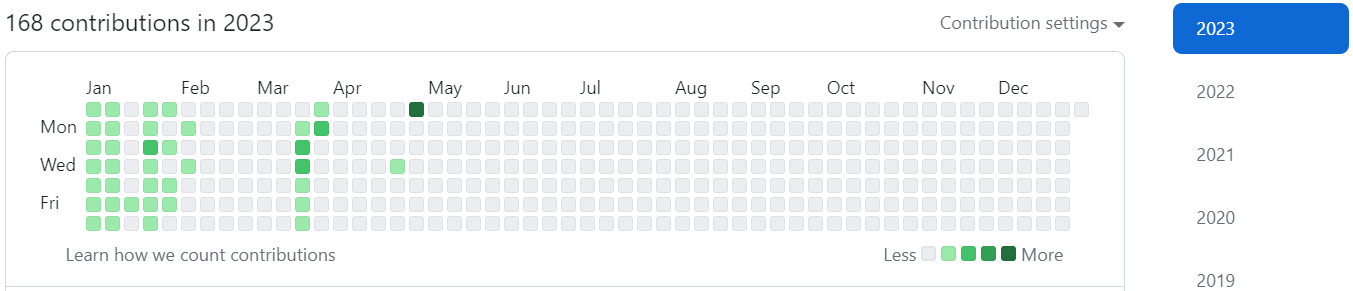 168 contributions in 2023
Contribution settings
2023
Jan Feb Mar Apr May Jun Jul Aug Sep Oct Nov Dec
Mon
2022
Wed
2021
Fri
2020
Learn how we count contributions
Less More
2019